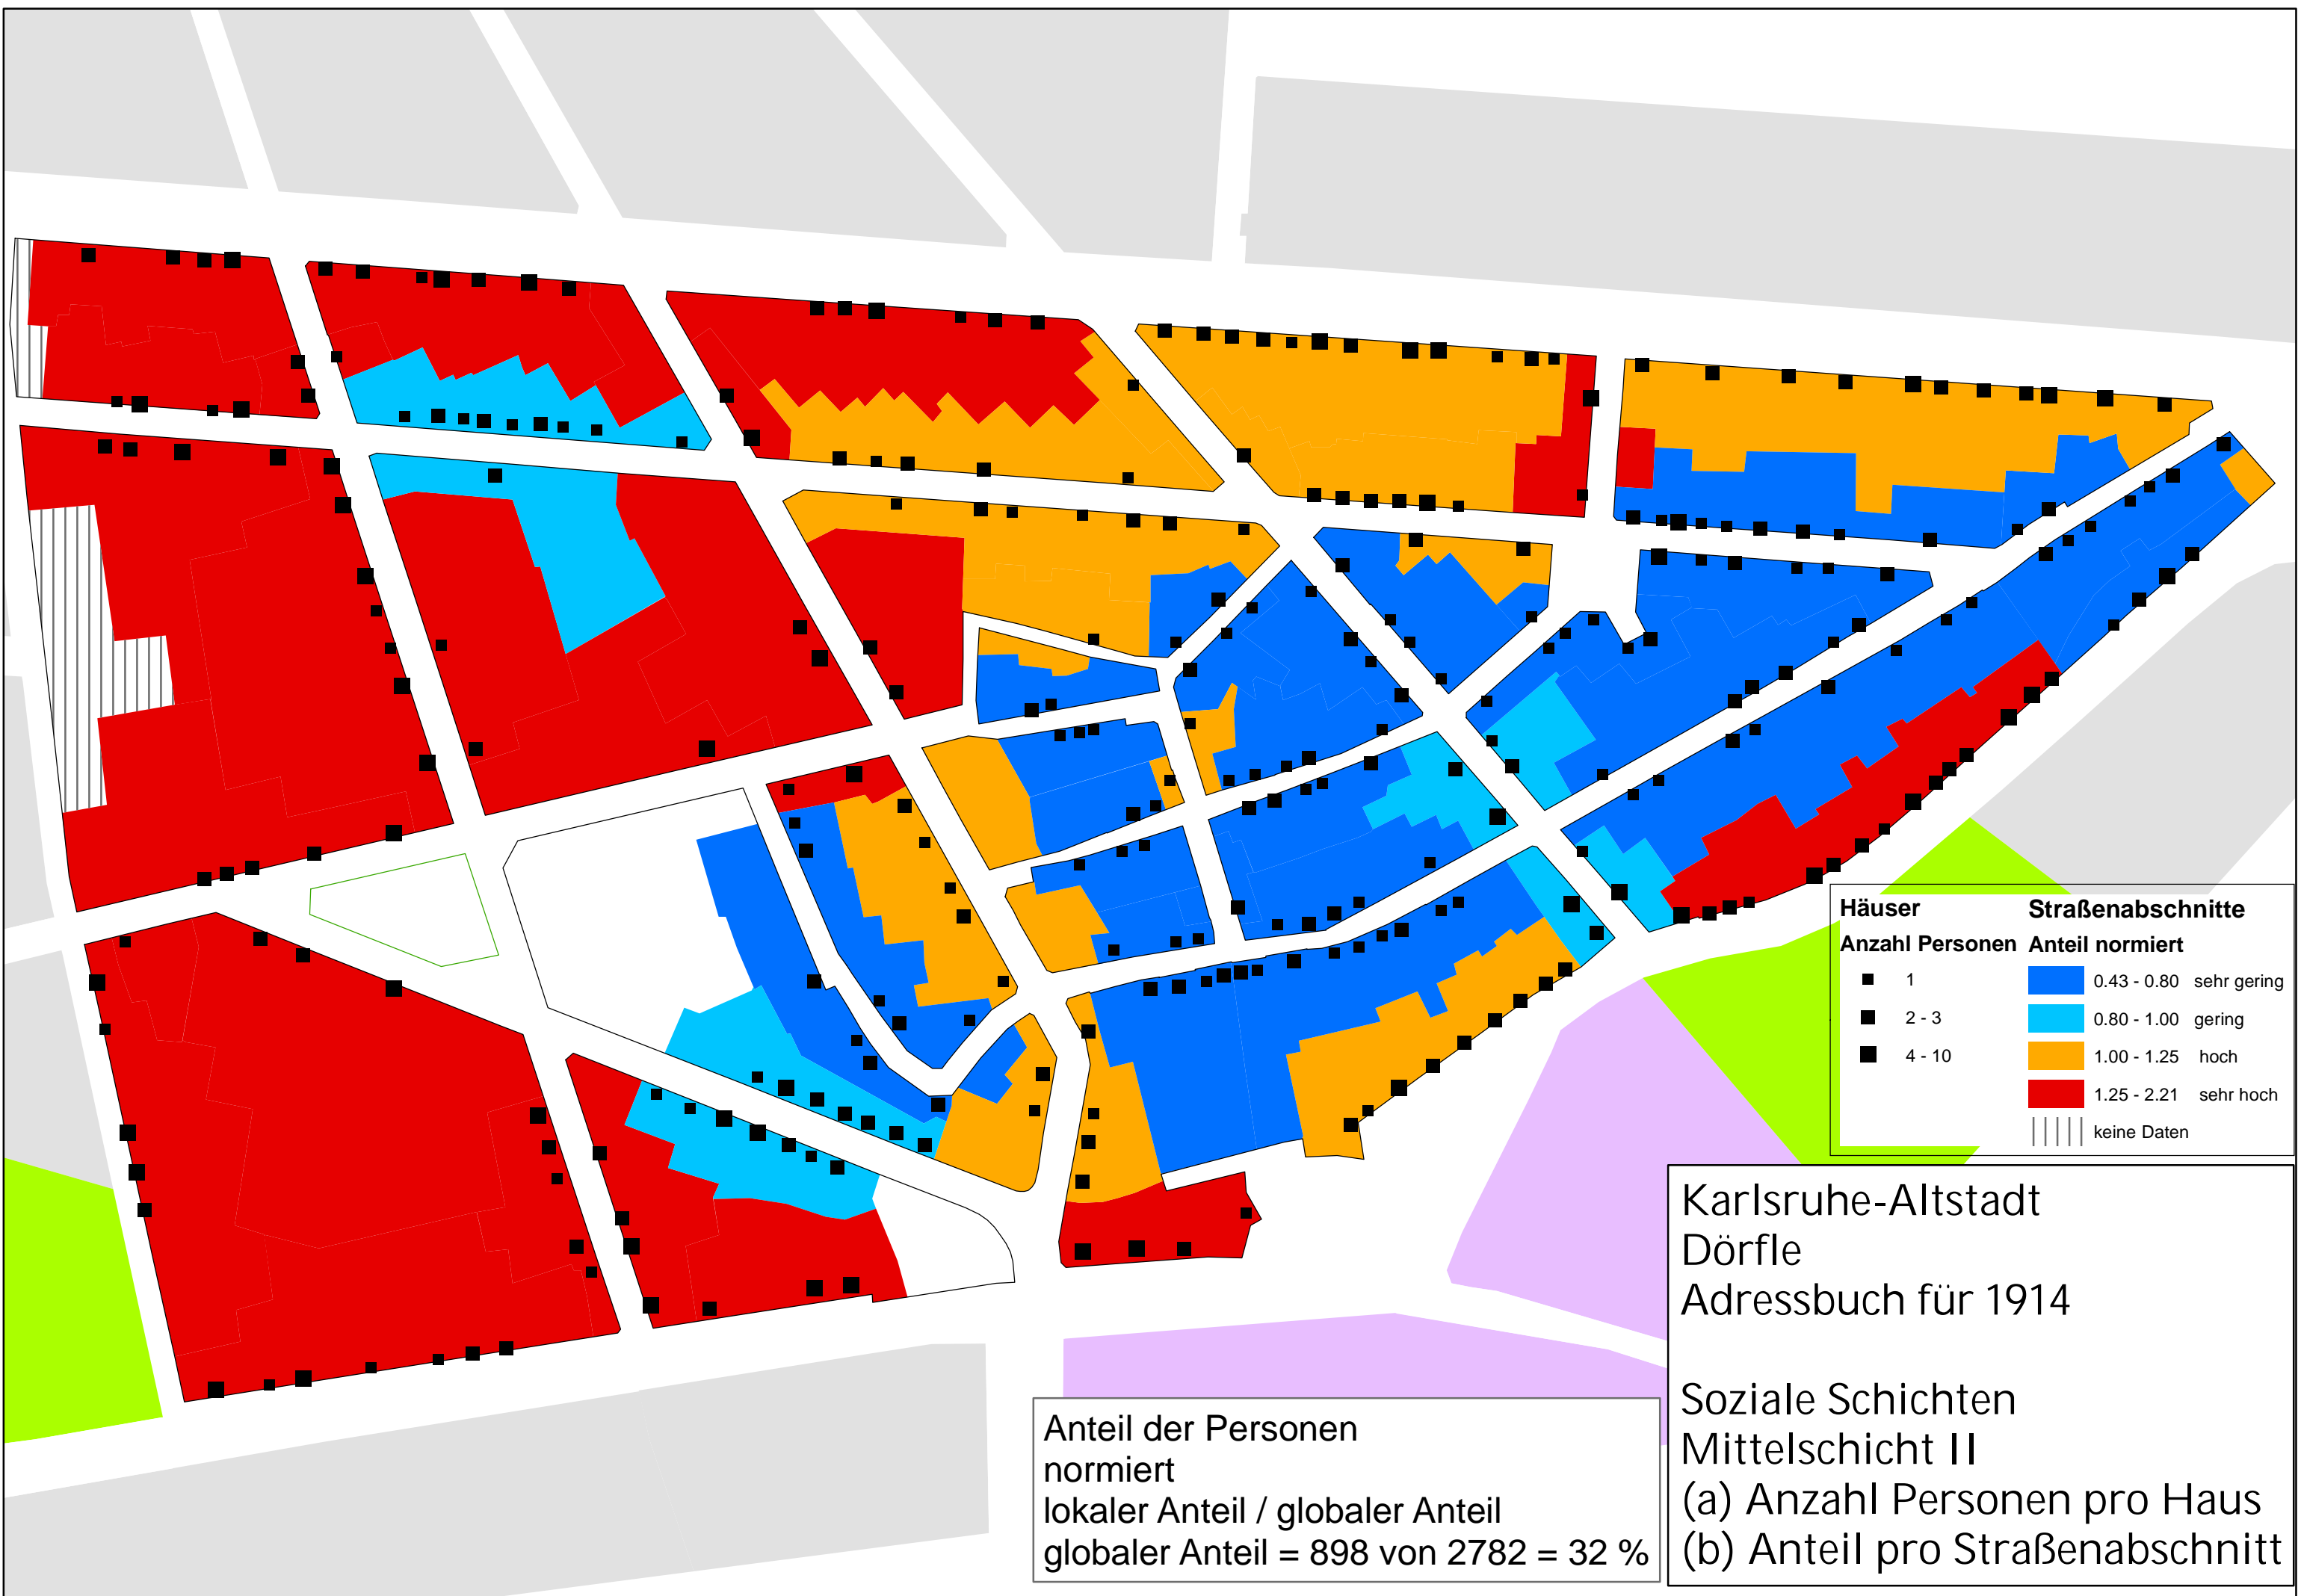 Häuser
Anzahl Personen
1
2 - 3
4 - 10
Straßenabschnitte
Anteil normiert
0.43 - 0.80 sehr gering
0.80 - 1.00 gering
1.00 - 1.25 hoch
1.25 - 2.21 sehr hoch
keine Daten
Karlsruhe-Altstadt
Dörfle
Adressbuch für 1914
Soziale Schichten
Mittelschicht II
(a) Anzahl Personen pro Haus
(b) Anteil pro Straßenabschnitt
Anteil der Personen
normiert
lokaler Anteil / globaler Anteil
globaler Anteil = 898 von 2782 = 32 %